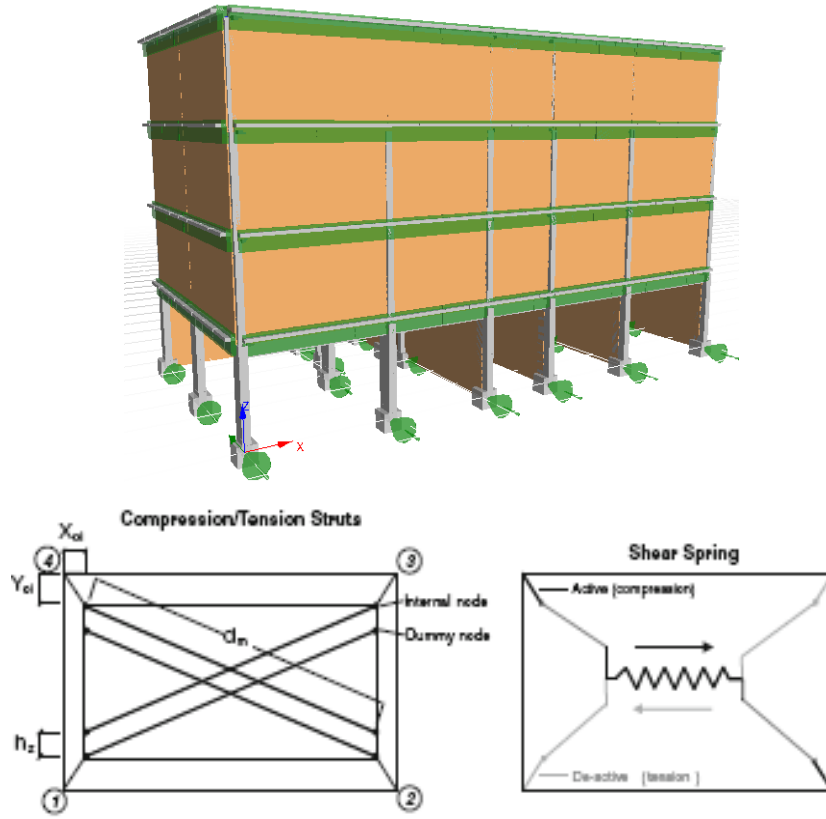 Z
X
Compression/Tension Struts
Xoi
4
3
Shear Spring
Yoi
Internal node
Active (compression)
dm
Dummy node
hz
De-active (tension)
1
2